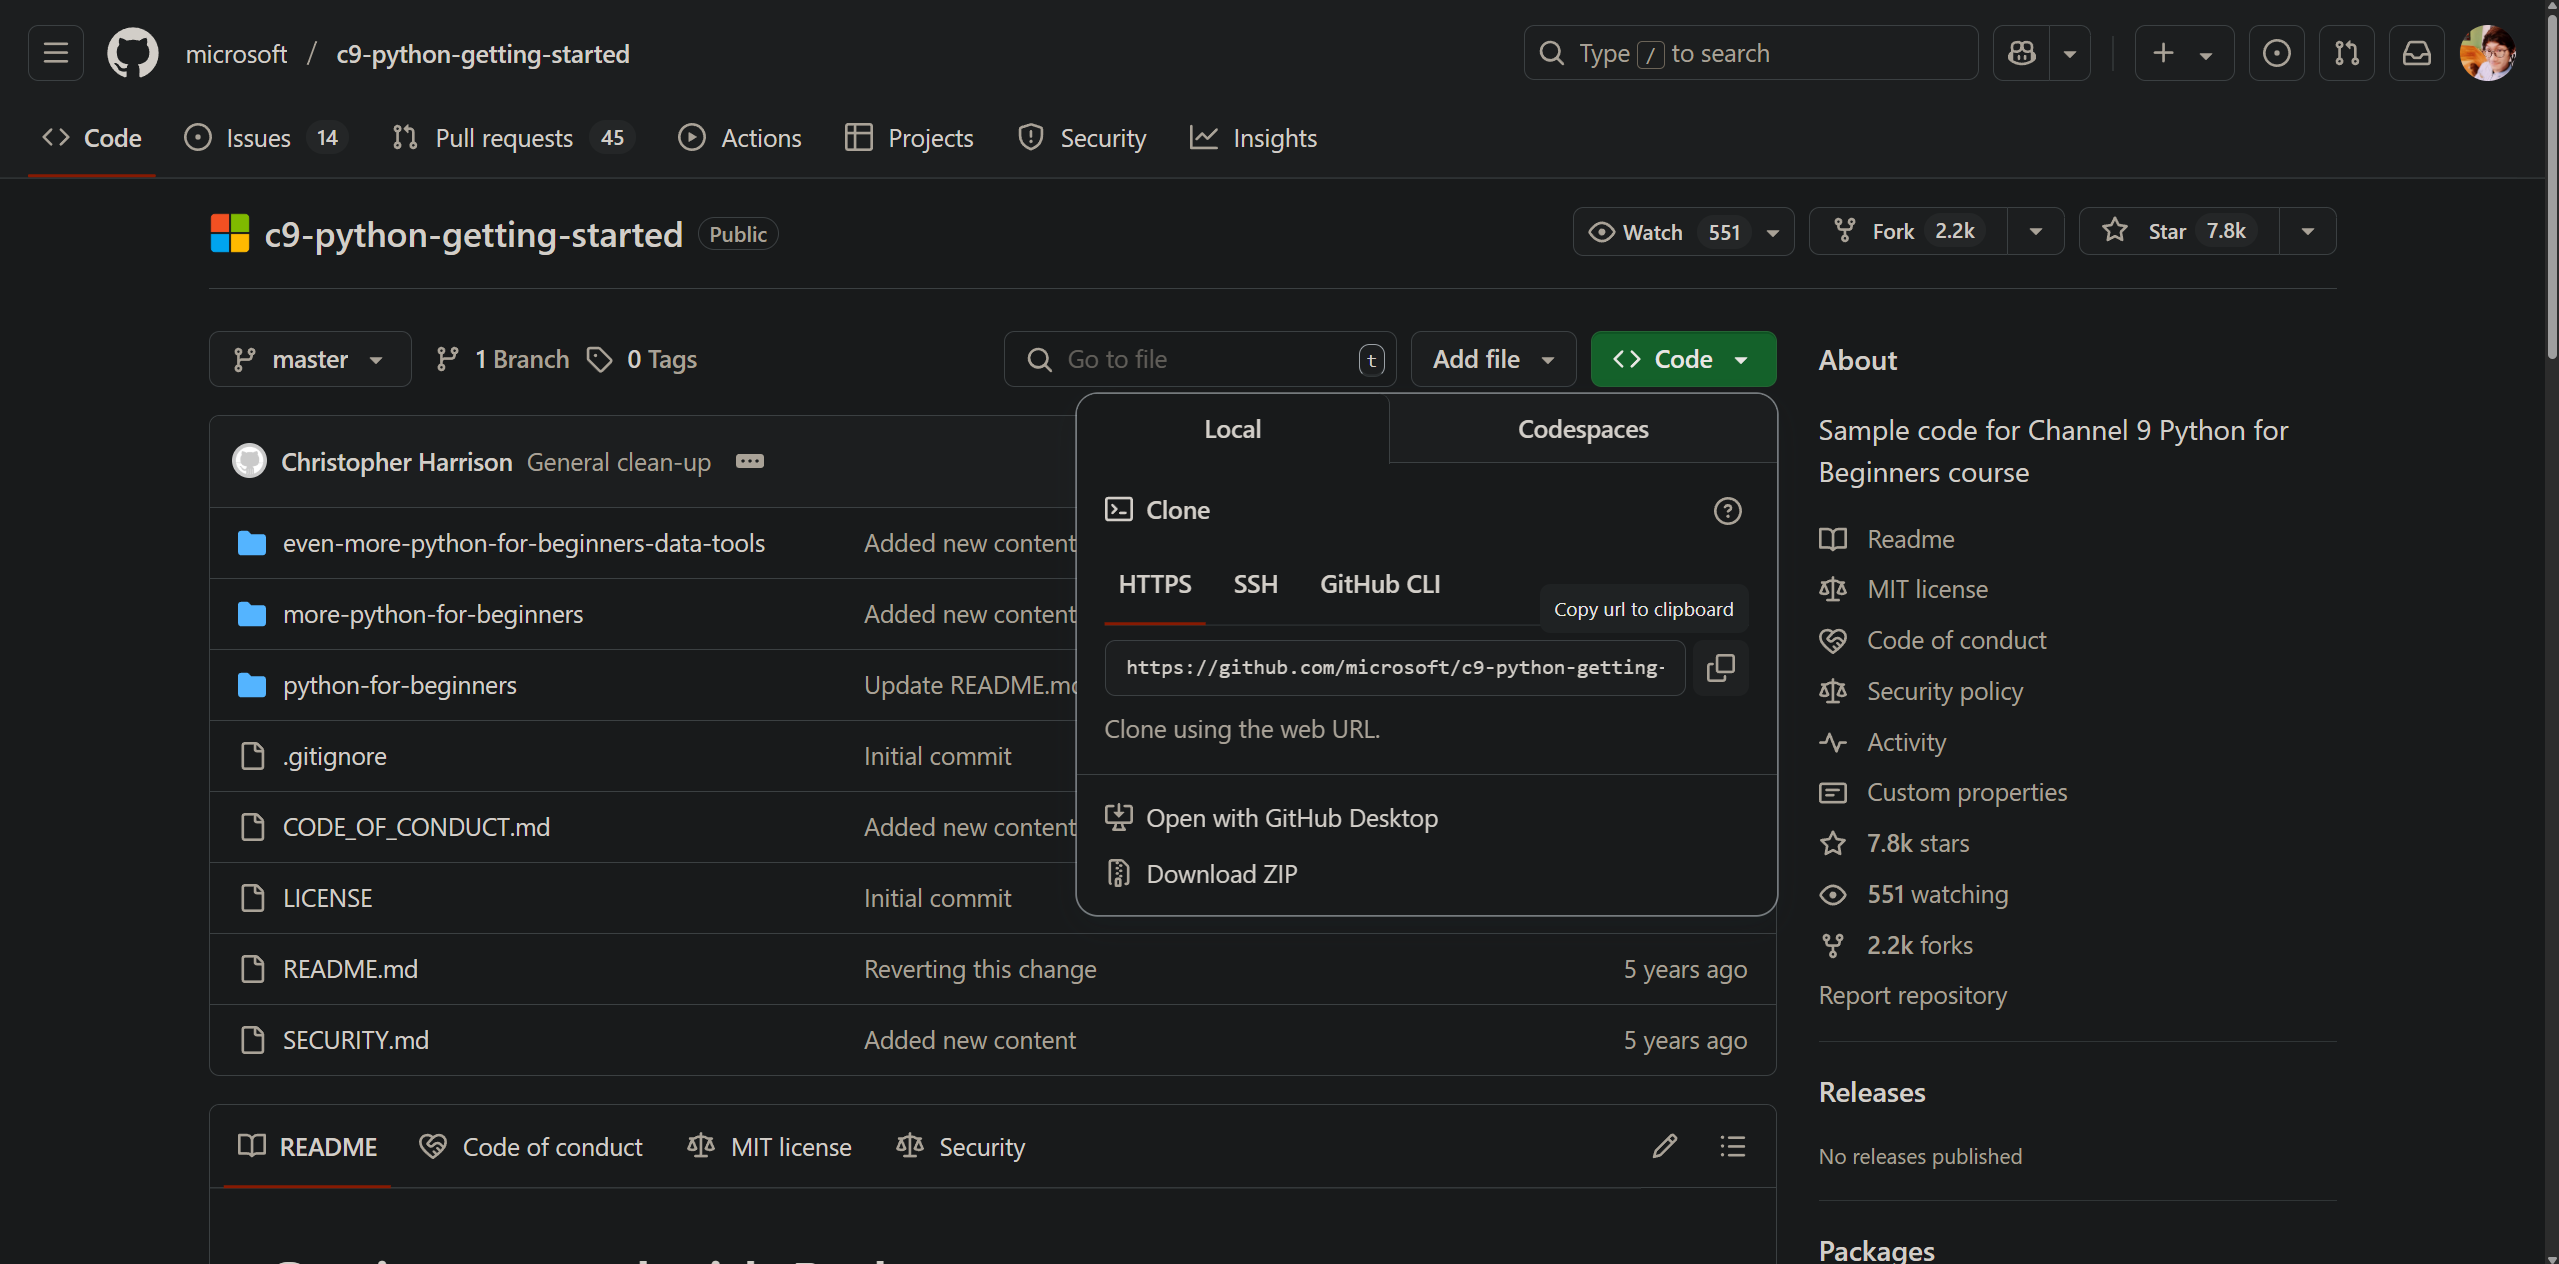 microsoft / c9-python-getting-started
Type / to search
Code
Issues 14
Pull requests 45
Actions
Projects
Security
Insights
c9-python-getting-started Public
Watch 551
Fork 2.2k
Star 7.8k
master
1 Branch
0 Tags
Go to file t
Add file
Code
Christopher Harrison General clean-up
even-more-python-for-beginners-data-tools Added new content
more-python-for-beginners Added new content
python-for-beginners Update README.md
.gitignore Initial commit
CODE_OF_CONDUCT.md Added new content
LICENSE Initial commit
README.md Reverting this change 5 years ago
SECURITY.md Added new content 5 years ago
Local Codespaces
Clone
HTTPS SSH GitHub CLI
Copy url to clipboard
https://github.com/microsoft/c9-python-getting-
Clone using the web URL.
Open with GitHub Desktop
Download ZIP
README
Code of conduct
MIT license
Security
About
Sample code for Channel 9 Python for
Beginners course
Readme
MIT license
Code of conduct
Security policy
Activity
Custom properties
7.8k stars
551 watching
2.2k forks
Report repository
Releases
No releases published
Packages